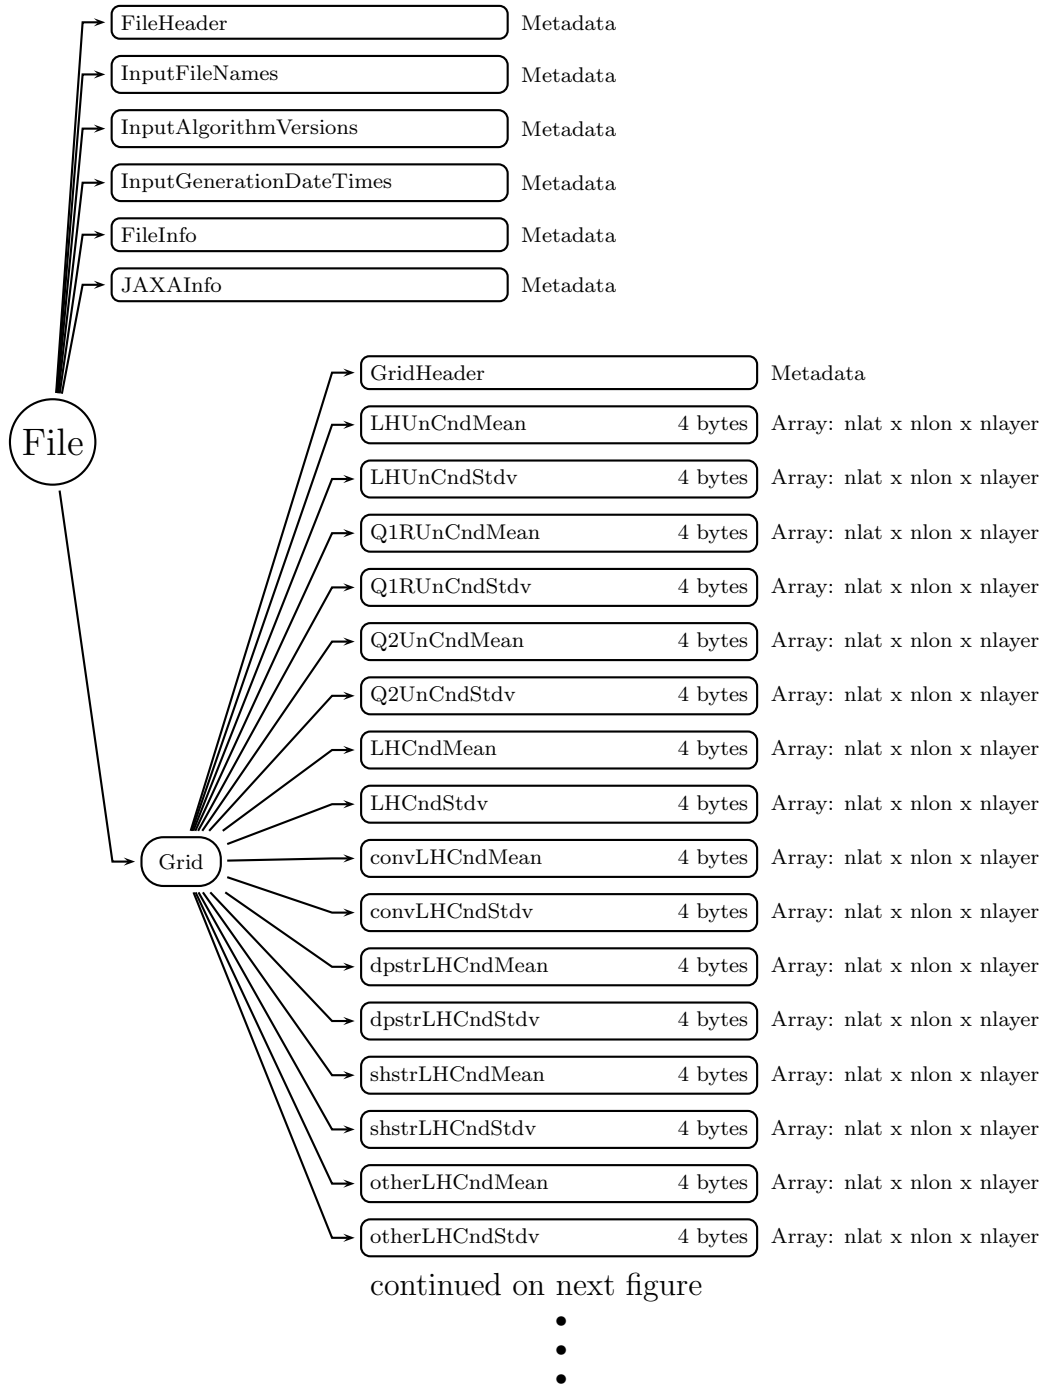 FileHeader Metadata
InputFileNames Metadata
InputAlgorithmVersions Metadata
InputGenerationDateTimes Metadata
FileInfo Metadata
JAXAInfo Metadata
File
GridHeader Metadata
LHUnCndMean 4 bytes Array: nlat x nlon x nlayer
LHUnCndStdv 4 bytes Array: nlat x nlon x nlayer
Q1RUnCndMean 4 bytes Array: nlat x nlon x nlayer
Q1RUnCndStdv 4 bytes Array: nlat x nlon x nlayer
Q2UnCndMean 4 bytes Array: nlat x nlon x nlayer
Q2UnCndStdv 4 bytes Array: nlat x nlon x nlayer
LHCndMean 4 bytes Array: nlat x nlon x nlayer
LHCndStdv 4 bytes Array: nlat x nlon x nlayer
Grid
convLHCndMean 4 bytes Array: nlat x nlon x nlayer
convLHCndStdv 4 bytes Array: nlat x nlon x nlayer
dpstrLHCndMean 4 bytes Array: nlat x nlon x nlayer
dpstrLHCndStdv 4 bytes Array: nlat x nlon x nlayer
shstrLHCndMean 4 bytes Array: nlat x nlon x nlayer
shstrLHCndStdv 4 bytes Array: nlat x nlon x nlayer
otherLHCndMean 4 bytes Array: nlat x nlon x nlayer
otherLHCndStdv 4 bytes Array: nlat x nlon x nlayer
continued on next figure